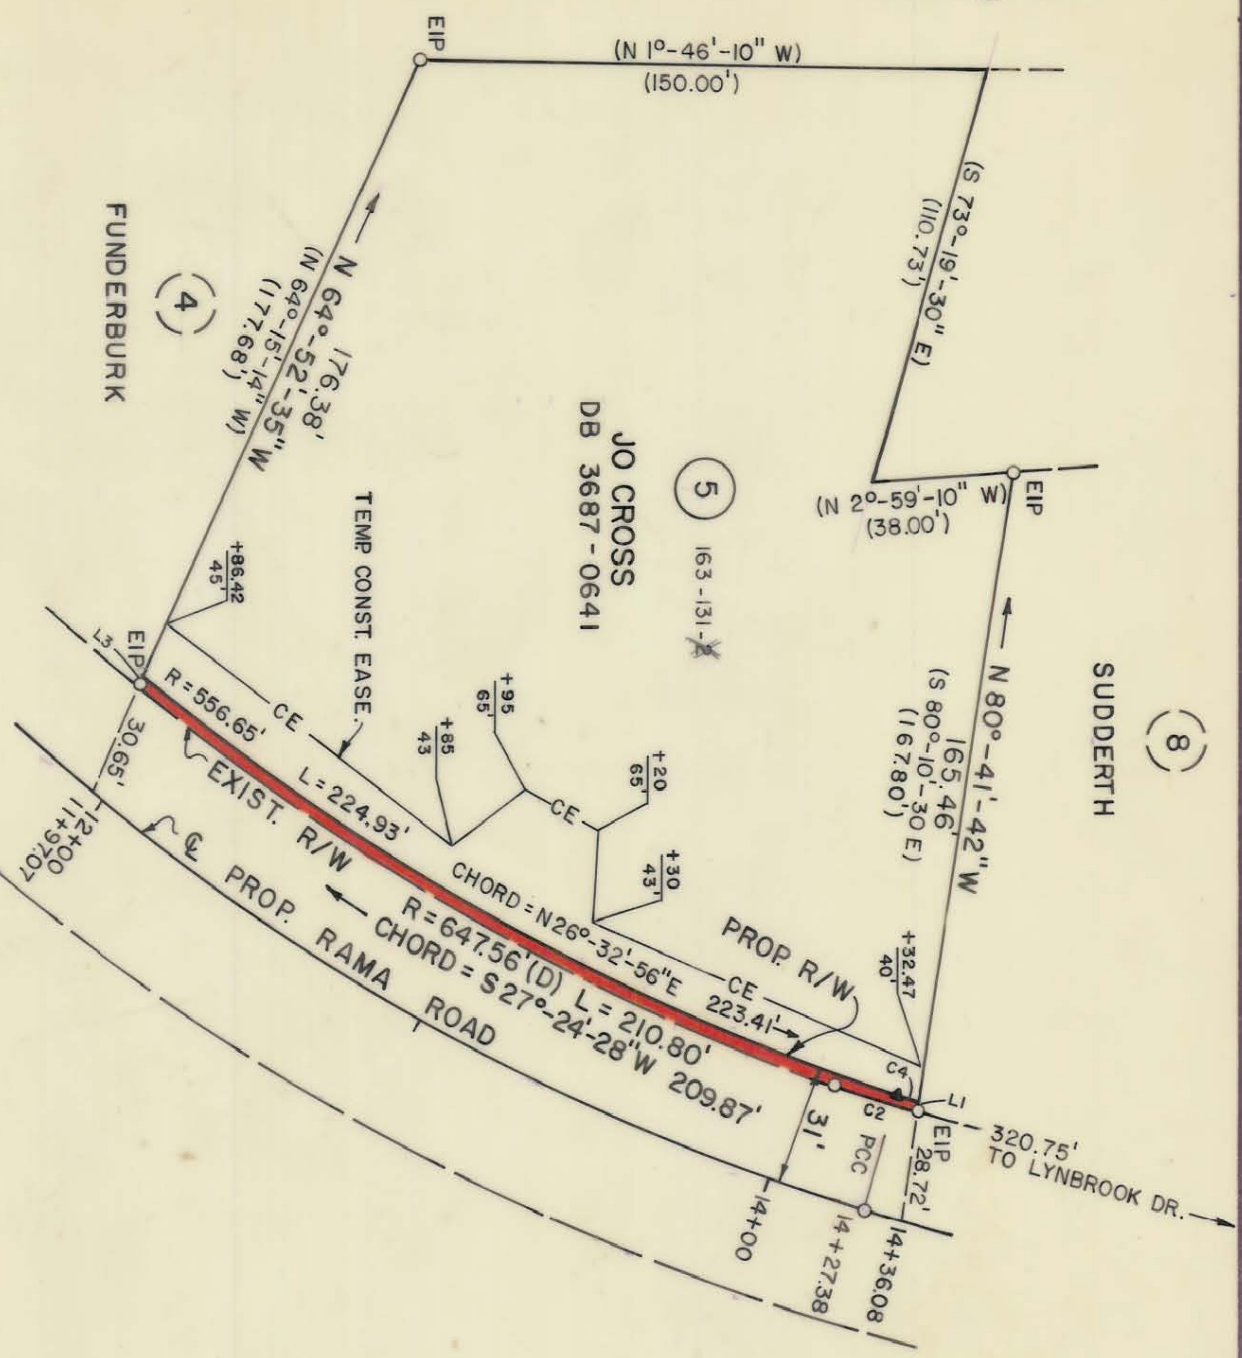 EIP
(N 1°-46'-10" W)
(150.00')
(S 73°-19'-30" E)
(110.73')
(N 2°-59'-10" W)
(38.00')
EIP
8
SUDDERTH
N 80°-41'-42" W
165.46'
(S 80°-10'-30 E)
(167.80')
5
163-131-2
JO CROSS
DB 3687-0641
4
FUNDERBURK
176.38'
N 64°-52'-35" W
(N 64°-15'-14" W)
(177.68')
TEMP. CONST. EASE.
+86.42
45'
+95
65'
+85
43
+20
65'
+30
43'
+32.47
40'
CE
CE
CE
L3
EIP
30.65'
12+00
11+97.07
R=556.65'
L=224.93'
CHORD=N26°-32'-56"E
223.41'
EXIST. R/W
R=647.56'(D) L=210.80'
CHORD=S27°-24'-28"W 209.87'
PROP. R/W
℄ PROP. RAMA ROAD
C4
L1
C2
EIP
28.72'
31'
PCC
14+00
14+27.38
14+36.08
320.75'
TO LYNBROOK DR.